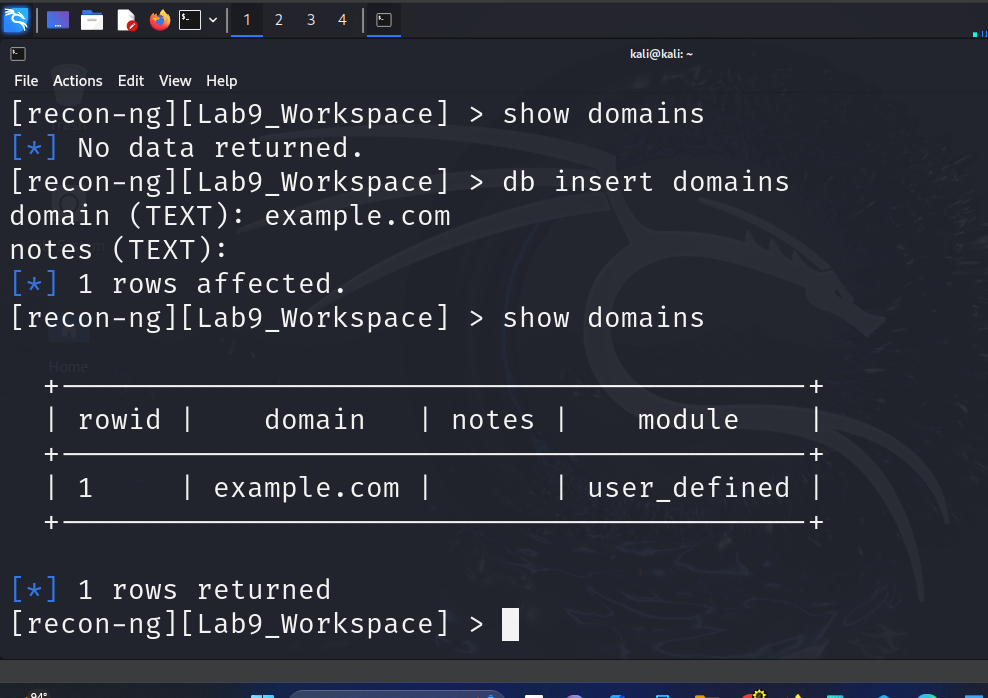 1 2 3 4
kali@kali: ~
File Actions Edit View Help
[recon-ng][Lab9_Workspace] > show domains
[*] No data returned.
[recon-ng][Lab9_Workspace] > db insert domains
domain (TEXT): example.com
notes (TEXT):
[*] 1 rows affected.
[recon-ng][Lab9_Workspace] > show domains
Home
| rowid | domain | notes | module |
| 1 | example.com | | user_defined |
[*] 1 rows returned
[recon-ng][Lab9_Workspace] >
94°